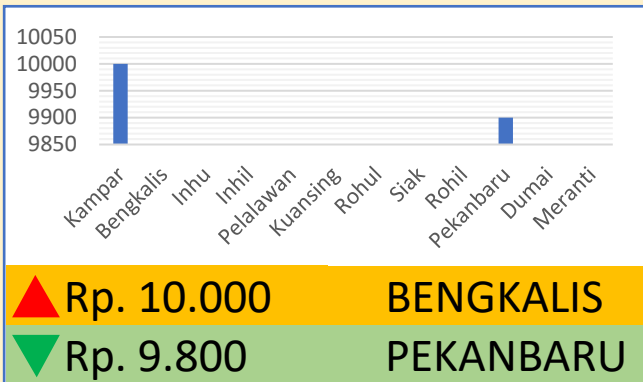 10050
10000
9950
9900
9850
Kampar
Bengkalis
Inhu
Inhil
Pelalawan
Kuansing
Rohul
Siak
Rohil
Pekanbaru
Dumai
Meranti
Rp. 10.000 BENGKALIS
Rp. 9.800 PEKANBARU